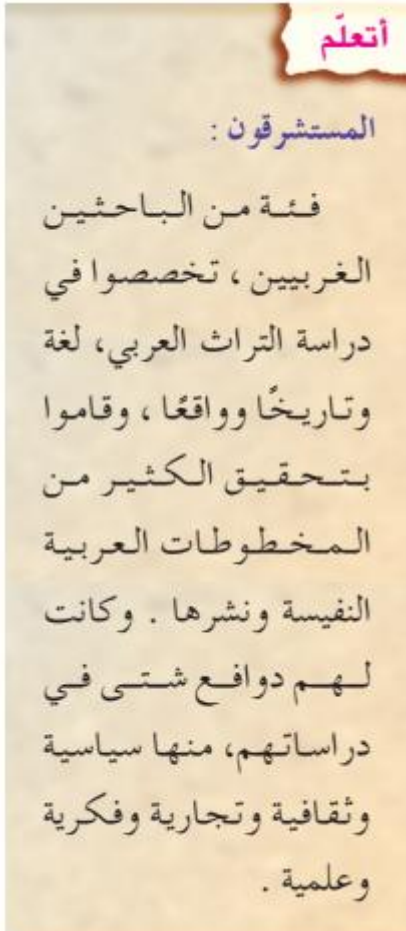 أتعلّم
المستشرقون :
فئة من الباحثين
الغربيين ، تخصصوا في
دراسة التراث العربي، لغة
وتاريخًا وواقعًا ، وقاموا
بتحقيق الكثير من
المخطوطات العربية
النفيسة ونشرها . وكانت
لهم دوافع شتى في
دراساتهم، منها سياسية
وثقافية وتجارية وفكرية
وعلمية .